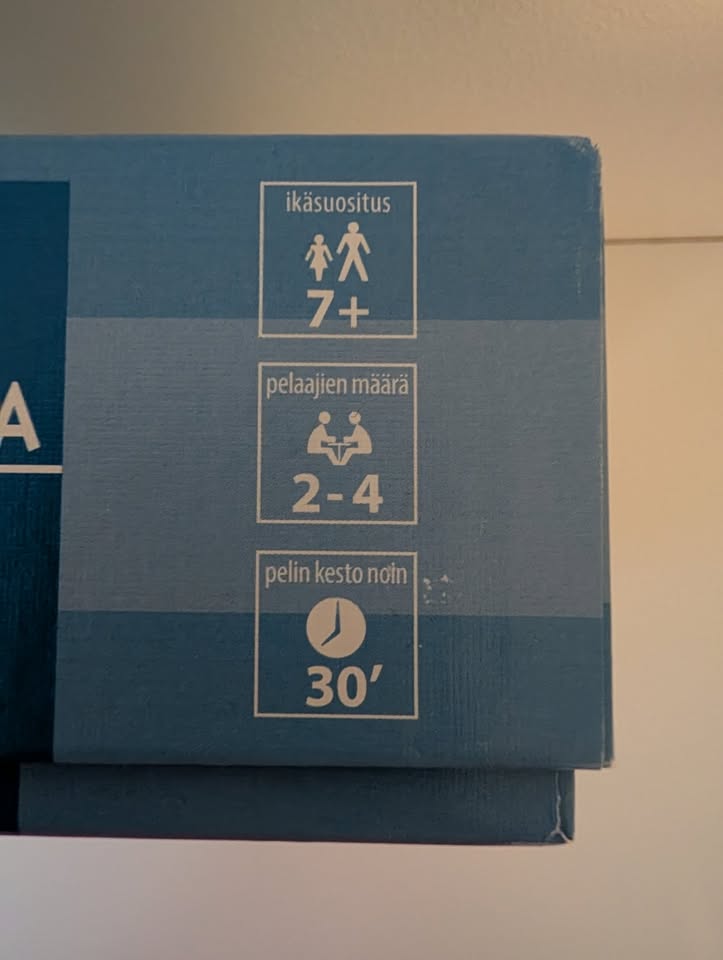 ikäsuositus
7+
A
pelaajien määrä
2-4
pelin kesto noin
30’